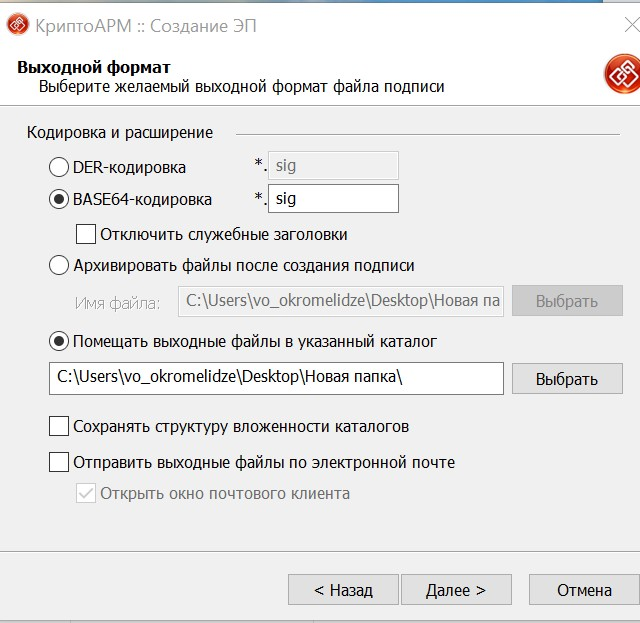 КриптоАРМ :: Создание ЭП
Выходной формат
Выберите желаемый выходной формат файла подписи
Кодировка и расширение
DER-кодировка *. sig
BASE64-кодировка *. sig
Отключить служебные заголовки
Архивировать файлы после создания подписи
Имя файла: C:\Users\vo_okromelidze\Desktop\Новая па Выбрать
Помещать выходные файлы в указанный каталог
C:\Users\vo_okromelidze\Desktop\Новая папка\ Выбрать
Сохранять структуру вложенности каталогов
Отправить выходные файлы по электронной почте
Открыть окно почтового клиента
< Назад Далее > Отмена